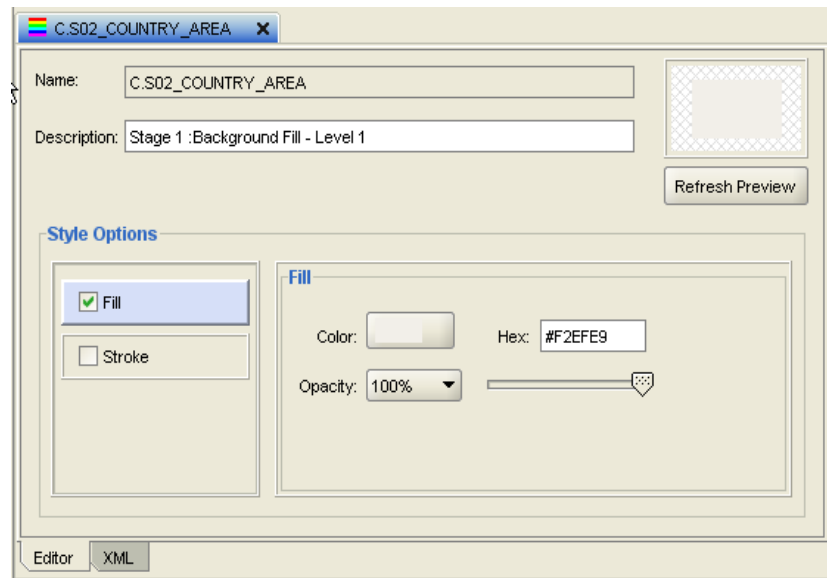 C.S02_COUNTRY_AREA
Name: C.S02_COUNTRY_AREA
Description: Stage 1 :Background Fill - Level 1
Refresh Preview
Style Options
Fill
Stroke
Fill
Color: Hex: #F2EFE9
Opacity: 100%
Editor XML